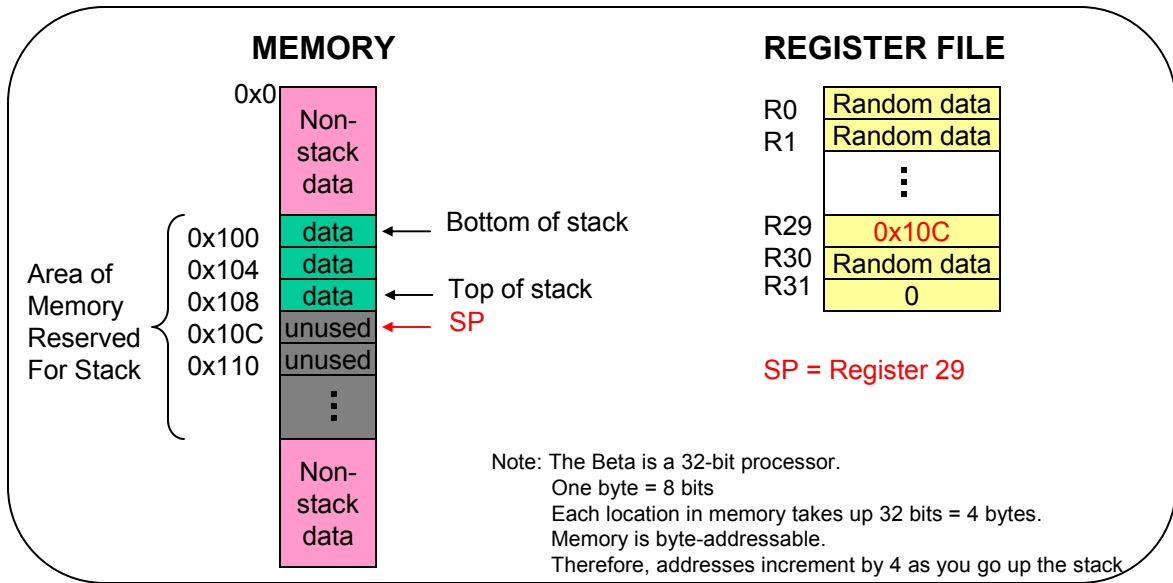 MEMORY
0x0
Non-
stack
data
Area of
Memory
Reserved
For Stack
0x100
data
Bottom of stack
0x104
data
0x108
data
Top of stack
0x10C
unused
SP
0x110
unused
Non-
stack
data
REGISTER FILE
R0
Random data
R1
Random data
R29
0x10C
R30
Random data
R31
0
SP = Register 29
Note: The Beta is a 32-bit processor.
One byte = 8 bits
Each location in memory takes up 32 bits = 4 bytes.
Memory is byte-addressable.
Therefore, addresses increment by 4 as you go up the stack